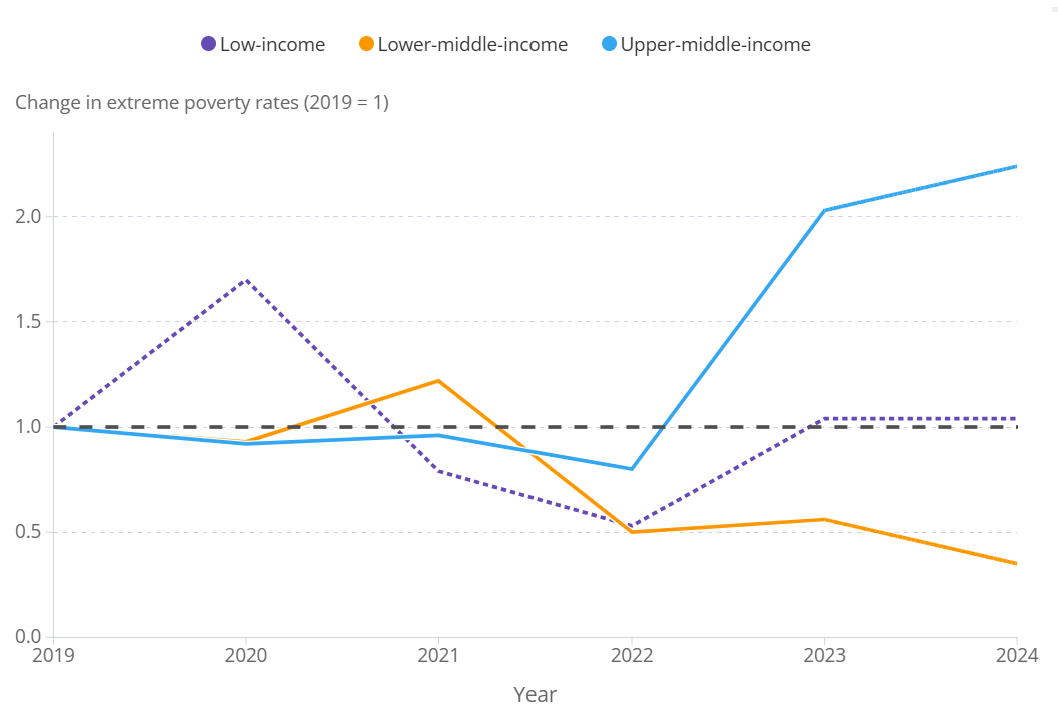 Low-income Lower-middle-income Upper-middle-income
Change in extreme poverty rates (2019 = 1)
2.0
1.5
1.0
0.5
0.0
2019 2020 2021 2022 2023 2024
Year